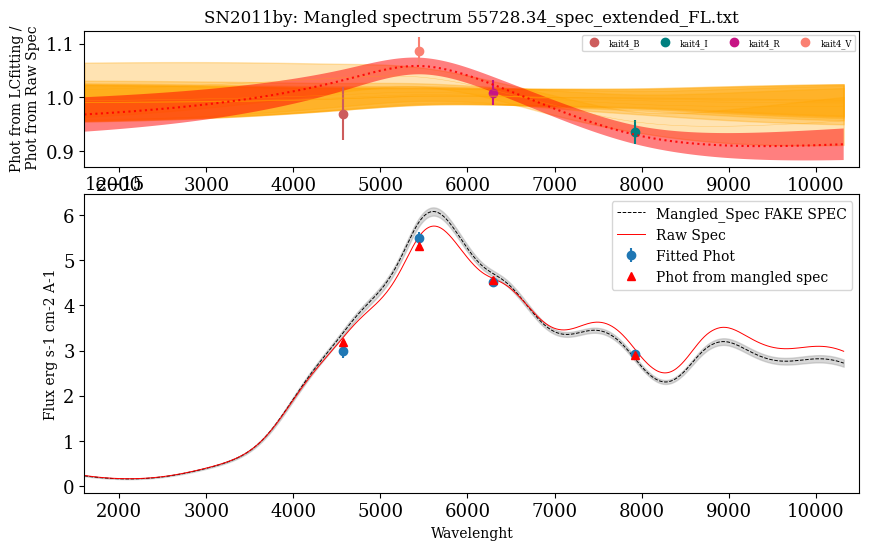 SN2011by: Mangled spectrum 55728.34_spec_extended_FL.txt
Phot from LCfitting /
Phot from Raw Spec
1.1
1.0
0.9
kait4_B kait4_I kait4_R kait4_V
2000 3000 4000 5000 6000 7000 8000 9000 10000
1e−15
Flux erg s-1 cm-2 A-1
6
5
4
3
2
1
0
Mangled_Spec FAKE SPEC
Raw Spec
Fitted Phot
Phot from mangled spec
2000 3000 4000 5000 6000 7000 8000 9000 10000
Wavelenght